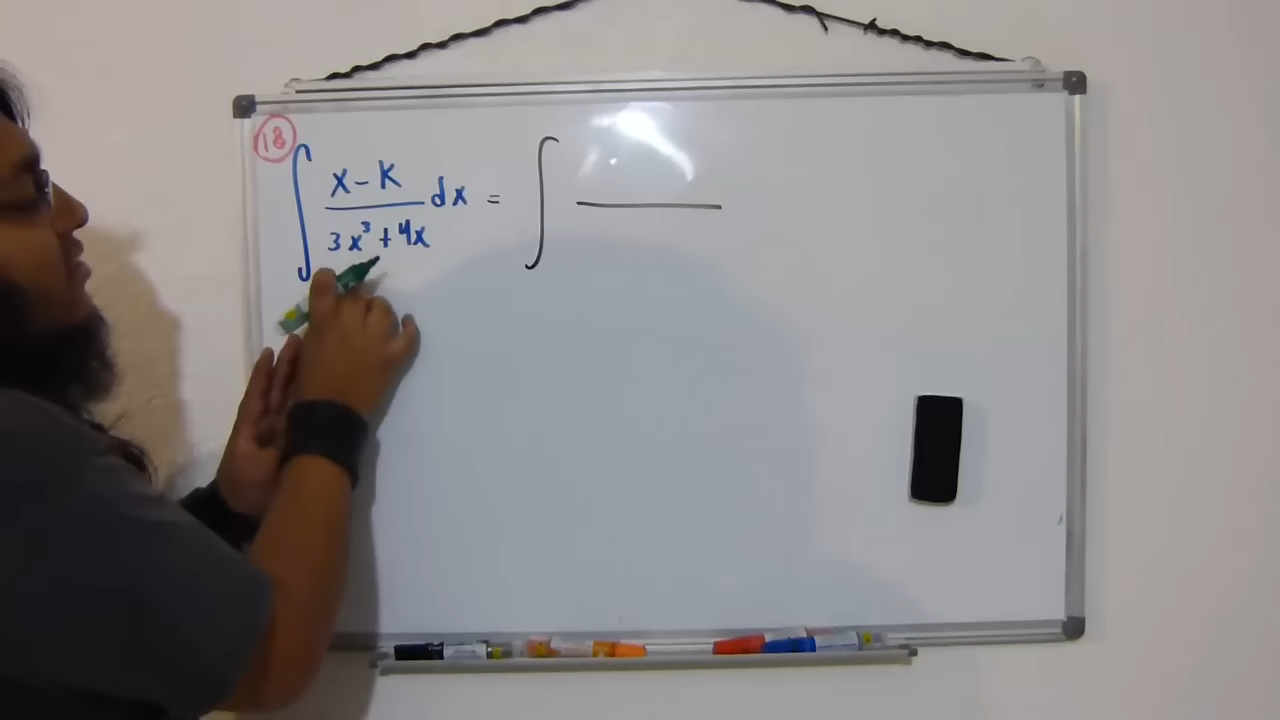 18
∫ x - k / 3x³ + 4x dx = ∫